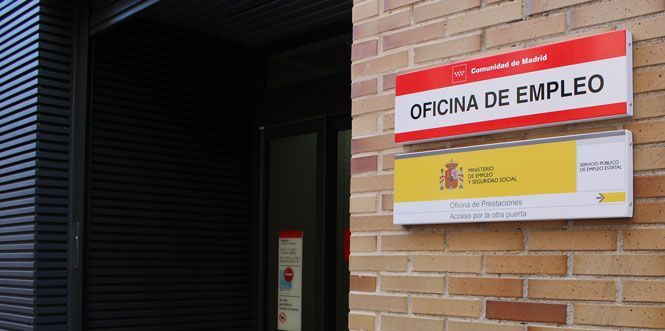 Comunidad de Madrid
OFICINA DE EMPLEO
MINISTERIO
DE EMPLEO
Y SEGURIDAD SOCIAL
SERVICIO PÚBLICO
DE EMPLEO ESTATAL
Oficina de Prestaciones
Acceso por la otra puerta